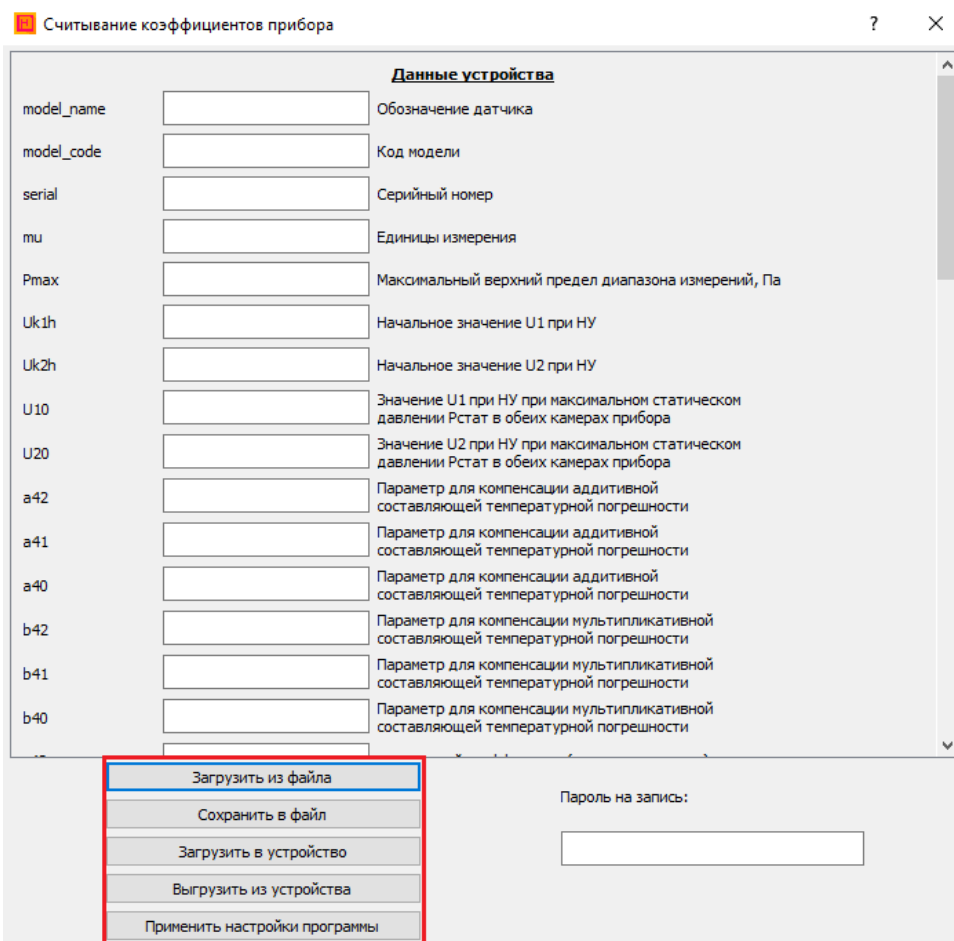 Считывание коэффициентов прибора
?
Данные устройства
model_name Обозначение датчика
model_code Код модели
serial Серийный номер
mu Единицы измерения
Pmax Максимальный верхний предел диапазона измерений, Па
Uk1h Начальное значение U1 при НУ
Uk2h Начальное значение U2 при НУ
U10 Значение U1 при НУ при максимальном статическом
давлении Pстат в обеих камерах прибора
U20 Значение U2 при НУ при максимальном статическом
давлении Pстат в обеих камерах прибора
a42 Параметр для компенсации аддитивной
составляющей температурной погрешности
a41 Параметр для компенсации аддитивной
составляющей температурной погрешности
a40 Параметр для компенсации аддитивной
составляющей температурной погрешности
b42 Параметр для компенсации мультипликативной
составляющей температурной погрешности
b41 Параметр для компенсации мультипликативной
составляющей температурной погрешности
b40 Параметр для компенсации мультипликативной
составляющей температурной погрешности
Загрузить из файла
Сохранить в файл
Загрузить в устройство
Выгрузить из устройства
Применить настройки программы
Пароль на запись: